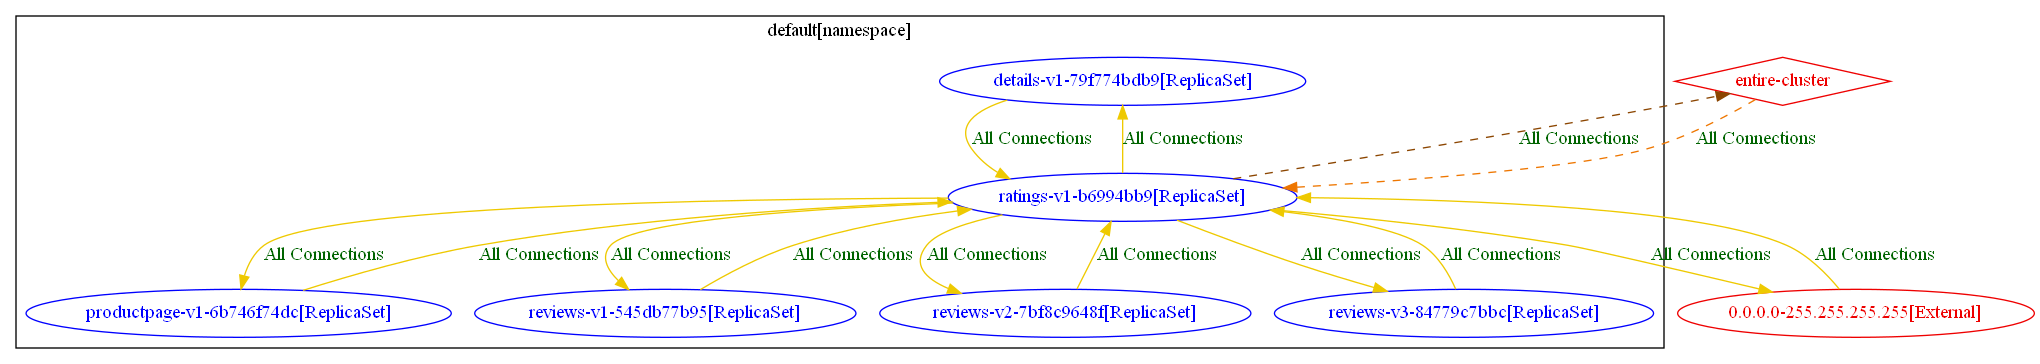 default[namespace]
details-v1-79f774bdb9[ReplicaSet]
entire-cluster
All Connections
All Connections
All Connections
All Connections
ratings-v1-b6994bb9[ReplicaSet]
All Connections
All Connections
All Connections
All Connections
All Connections
All Connections
All Connections
All Connections
All Connections
All Connections
productpage-v1-6b746f74dc[ReplicaSet]
reviews-v1-545db77b95[ReplicaSet]
reviews-v2-7bf8c9648f[ReplicaSet]
reviews-v3-84779c7bbc[ReplicaSet]
0.0.0.0-255.255.255.255[External]